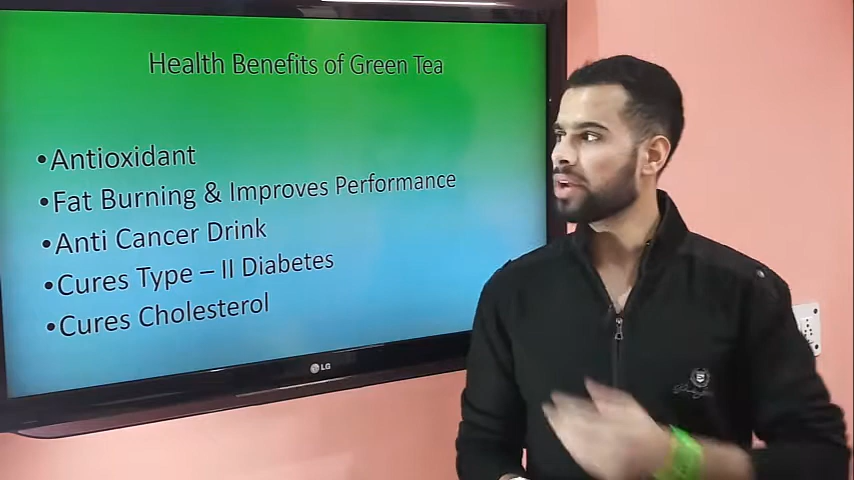 Health Benefits of Green Tea
•Antioxidant
•Fat Burning & Improves Performance
•Anti Cancer Drink
•Cures Type – II Diabetes
•Cures Cholesterol
LG